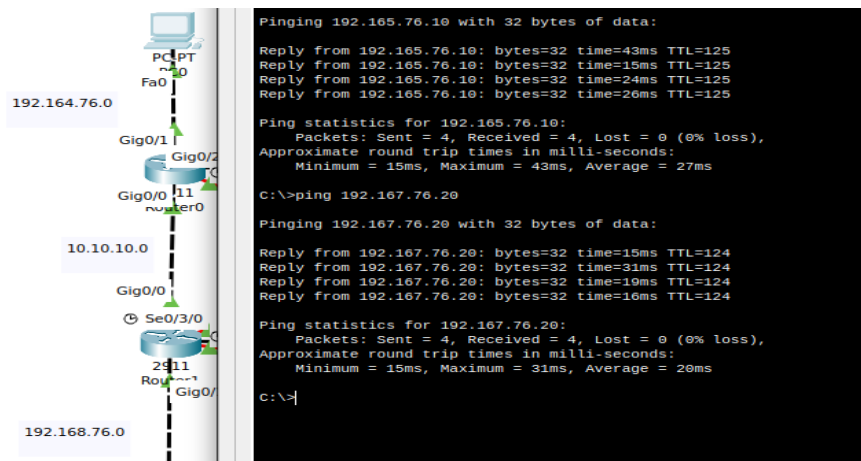 PC-PT
Fa0
192.164.76.0
Gig0/1
Gig0/2
Gig0/0
11
Router0
10.10.10.0
Gig0/0
Se0/3/0
2911
Router1
Gig0/
192.168.76.0
Pinging 192.165.76.10 with 32 bytes of data:
Reply from 192.165.76.10: bytes=32 time=43ms TTL=125
Reply from 192.165.76.10: bytes=32 time=15ms TTL=125
Reply from 192.165.76.10: bytes=32 time=24ms TTL=125
Reply from 192.165.76.10: bytes=32 time=26ms TTL=125
Ping statistics for 192.165.76.10:
Packets: Sent = 4, Received = 4, Lost = 0 (0% loss),
Approximate round trip times in milli-seconds:
Minimum = 15ms, Maximum = 43ms, Average = 27ms
C:\>ping 192.167.76.20
Pinging 192.167.76.20 with 32 bytes of data:
Reply from 192.167.76.20: bytes=32 time=15ms TTL=124
Reply from 192.167.76.20: bytes=32 time=31ms TTL=124
Reply from 192.167.76.20: bytes=32 time=19ms TTL=124
Reply from 192.167.76.20: bytes=32 time=16ms TTL=124
Ping statistics for 192.167.76.20:
Packets: Sent = 4, Received = 4, Lost = 0 (0% loss),
Approximate round trip times in milli-seconds:
Minimum = 15ms, Maximum = 31ms, Average = 20ms
C:\>